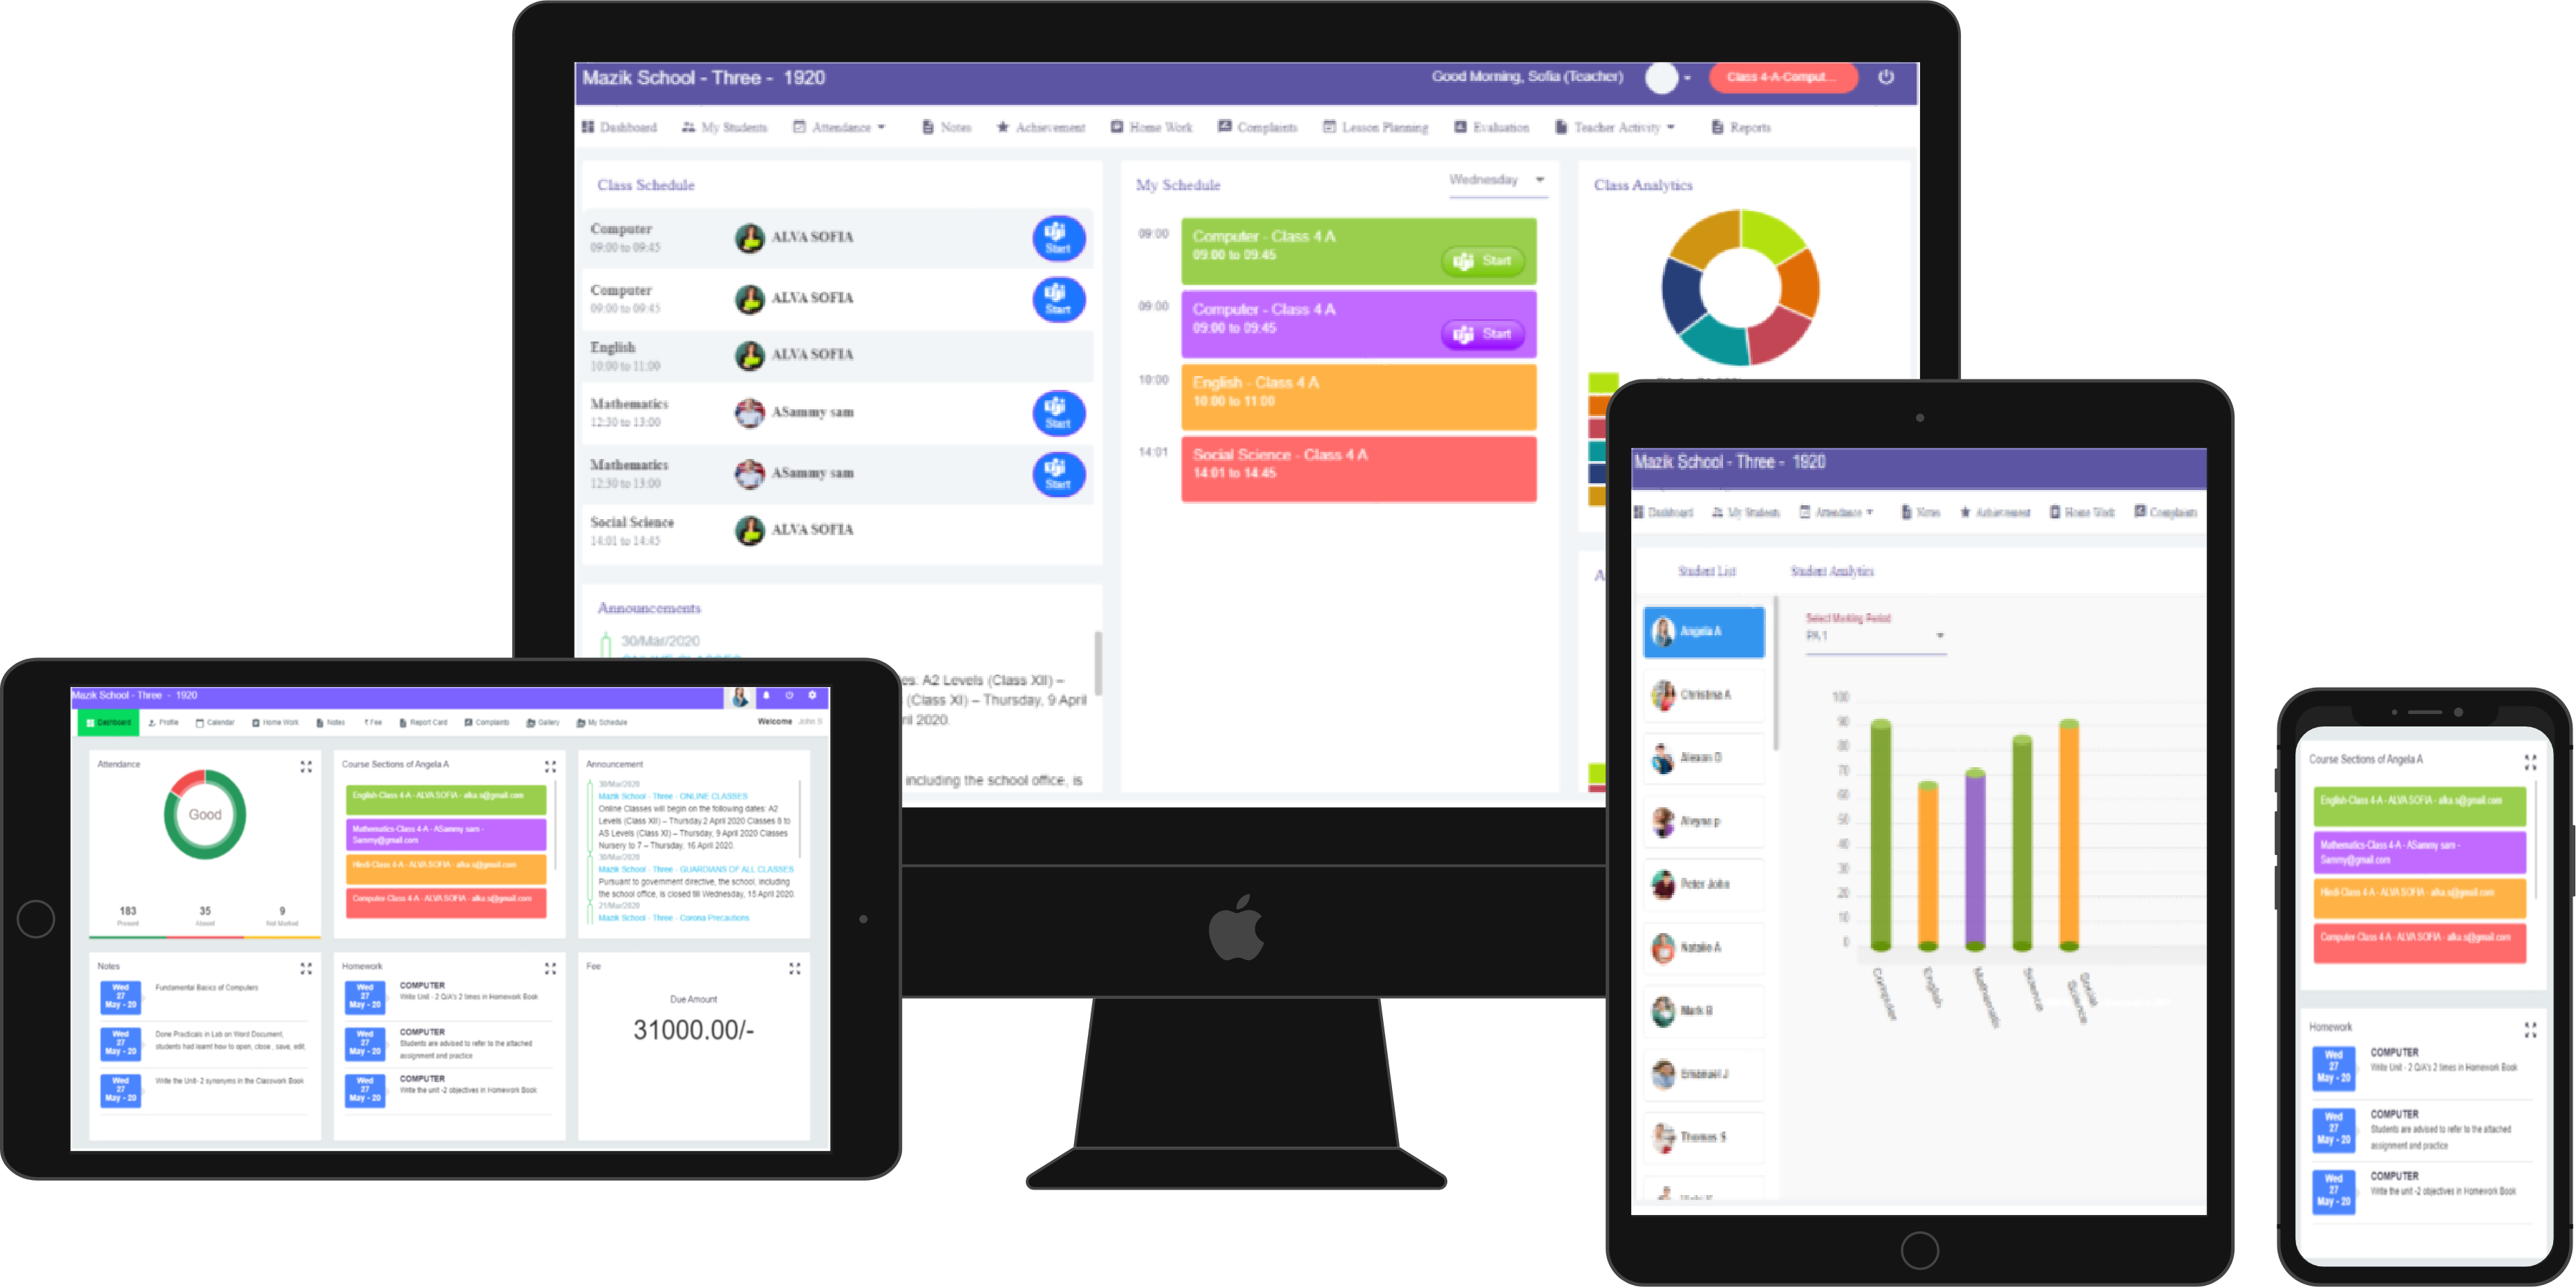 Mazik School - Three - 1920
Good Morning, Sofia (Teacher)
Class 4-A-Comput...
Dashboard
My Students
Attendance
Notes
Achievement
Home Work
Complaints
Lesson Planning
Evaluation
Teacher Activity
Reports
Class Schedule
Computer
09:00 to 09:45
ALVA SOFIA
Start
Computer
09:00 to 09:45
ALVA SOFIA
Start
English
10:00 to 11:00
ALVA SOFIA
Mathematics
12:30 to 13:00
ASammy sam
Start
Mathematics
12:30 to 13:00
ASammy sam
Start
Social Science
14:01 to 14:45
ALVA SOFIA
My Schedule
Wednesday
09:00
Computer - Class 4 A
09:00 to 09:45
Start
09:00
Computer - Class 4 A
09:00 to 09:45
Start
10:00
English - Class 4 A
10:00 to 11:00
14:01
Social Science - Class 4 A
14:01 to 14:45
Class Analytics
Announcements
30/Mar/2020
es: A2 Levels (Class XII) –
(Class XI) – Thursday, 9 April
ril 2020.
including the school office, is
Mazik School - Three - 1920
Dashboard
Profile
Calendar
Home Work
Notes
Fee
Report Card
Complaints
Gallery
My Schedule
Welcome John S
Attendance
Good
183
Present
35
Absent
9
Not Marked
Course Sections of Angela A
English-Class 4-A - ALVA SOFIA - alka.s@gmail.com
Mathematics-Class 4-A - ASammy sam -
Sammy@gmail.com
Hindi-Class 4-A - ALVA SOFIA - alka.s@gmail.com
Computer-Class 4-A - ALVA SOFIA - alka.s@gmail.com
Announcement
30/Mar/2020
Mazik School - Three - ONLINE CLASSES
Online Classes will begin on the following dates: A2
Levels (Class XII) – Thursday 2 April 2020 Classes 8 to
AS Levels (Class XI) – Thursday, 9 April 2020 Classes
Nursery to 7 – Thursday, 16 April 2020.
30/Mar/2020
Mazik School - Three - GUARDIANS OF ALL CLASSES
Pursuant to government directive, the school, including
the school office, is closed till Wednesday, 15 April 2020.
21/Mar/2020
Mazik School - Three - Corona Precautions
Notes
Wed
27
May - 20
Fundamental Basics of Computers
Wed
27
May - 20
Done Practicals in Lab on Word Document,
students had learnt how to open, close , save, edit,
Wed
27
May - 20
Write the Unit- 2 synonyms in the Classwork Book
Homework
Wed
27
May - 20
COMPUTER
Write Unit - 2 Q/A's 2 times in Homework Book
Wed
27
May - 20
COMPUTER
Students are advised to refer to the attached
assignment and practice
Wed
27
May - 20
COMPUTER
Write the unit -2 objectives in Homework Book
Fee
Due Amount
31000.00/-
Mazik School - Three - 1920
Dashboard
My Students
Attendance
Notes
Achievement
Home Work
Complaints
Student List
Student Analytics
Angela A
Christina A
Peter John
Natalie A
Mark B
Emanuel J
Thomas S
Select Marking Period
PA 1
100
90
80
70
60
50
40
30
20
10
0
Computer
English
Mathematics
Science
Social
Science
Course Sections of Angela A
English-Class 4-A - ALVA SOFIA - alka.s@gmail.com
Mathematics-Class 4-A - ASammy sam -
Sammy@gmail.com
Hindi-Class 4-A - ALVA SOFIA - alka.s@gmail.com
Computer-Class 4-A - ALVA SOFIA - alka.s@gmail.com
Homework
Wed
27
May - 20
COMPUTER
Write Unit - 2 Q/A's 2 times in Homework Book
Wed
27
May - 20
COMPUTER
Students are advised to refer to the attached
assignment and practice
Wed
27
May - 20
COMPUTER
Write the unit -2 objectives in Homework Book